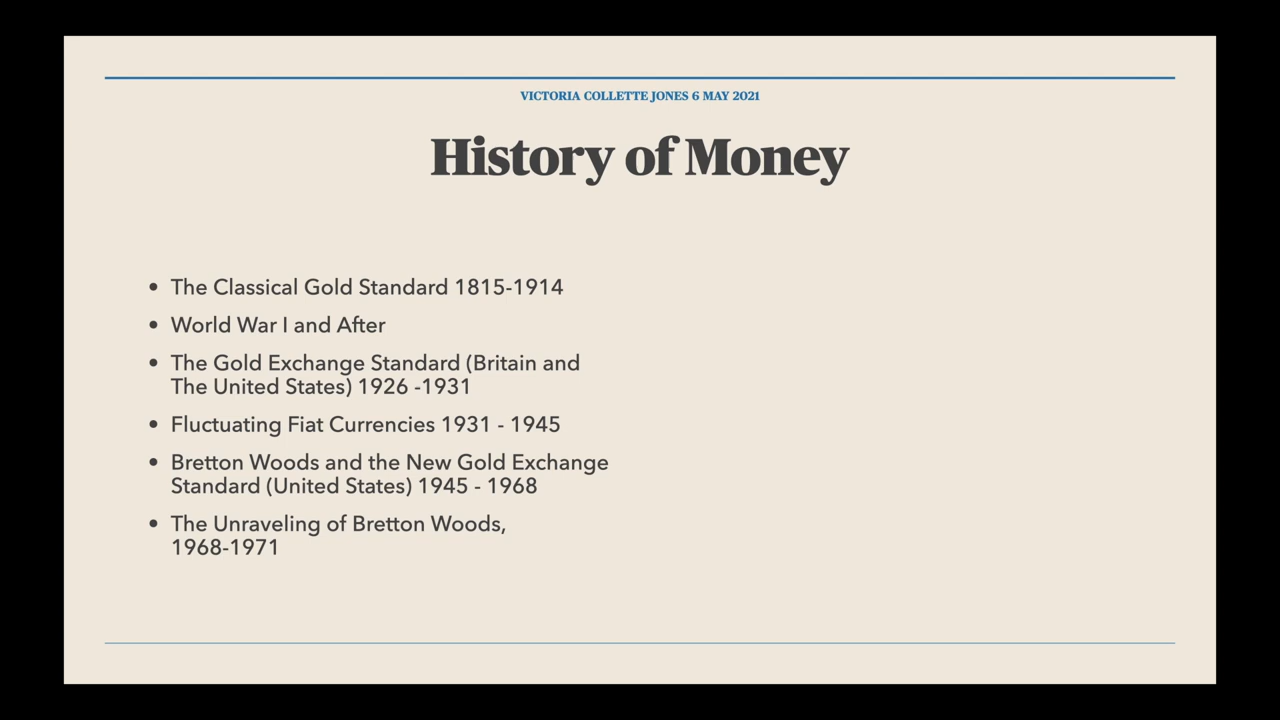 VICTORIA COLLETTE JONES 6 MAY 2021
History of Money
• The Classical Gold Standard 1815-1914
• World War I and After
• The Gold Exchange Standard (Britain and
The United States) 1926 -1931
• Fluctuating Fiat Currencies 1931 - 1945
• Bretton Woods and the New Gold Exchange
Standard (United States) 1945 - 1968
• The Unraveling of Bretton Woods,
1968-1971